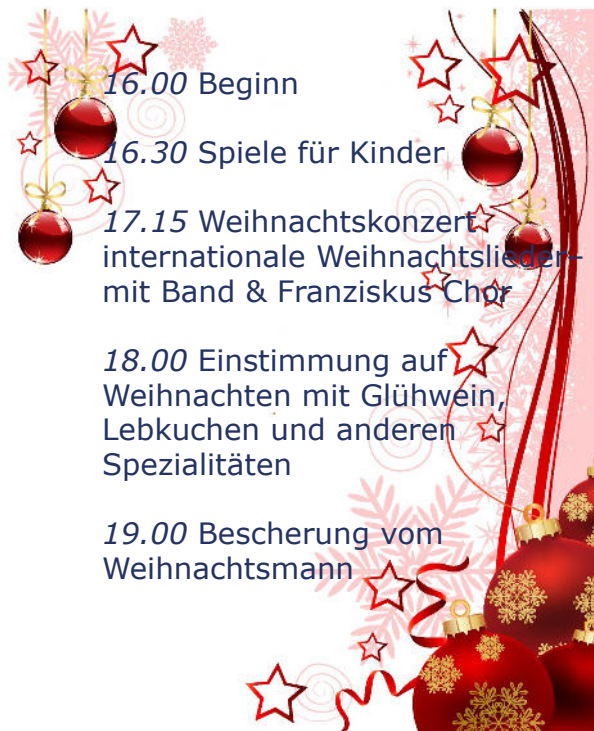 16.00 Beginn
16.30 Spiele für Kinder
17.15 Weihnachtskonzert
internationale Weihnachtslieder–
mit Band & Franziskus Chor
18.00 Einstimmung auf
Weihnachten mit Glühwein,
Lebkuchen und anderen
Spezialitäten
19.00 Bescherung vom
Weihnachtsmann